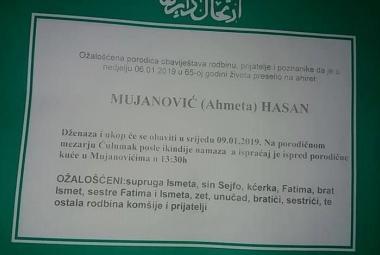 Ožalošćena porodica obaviještava rodbinu, prijatelje i poznanike da je u
nedjelju 06.01.2019 u 65-oj godini života preselio na ahiret
MUJANOVIĆ (Ahmeta) HASAN
Dženaza i ukop će se obaviti u srijedu 09.01.2019. Na porodičnom
mezarju Čulumak posle ikindije namaza a ispraćaj je ispred porodične
kuće u Mujanovićima u 13:30h
OŽALOŠĆENI:supruga Ismeta, sin Sejfo, kćerka, Fatima, brat
Ismet, sestre Fatima i Ismeta, zet, unučad, bratići, sestrići, te
ostala rodbina komšije i prijatelji